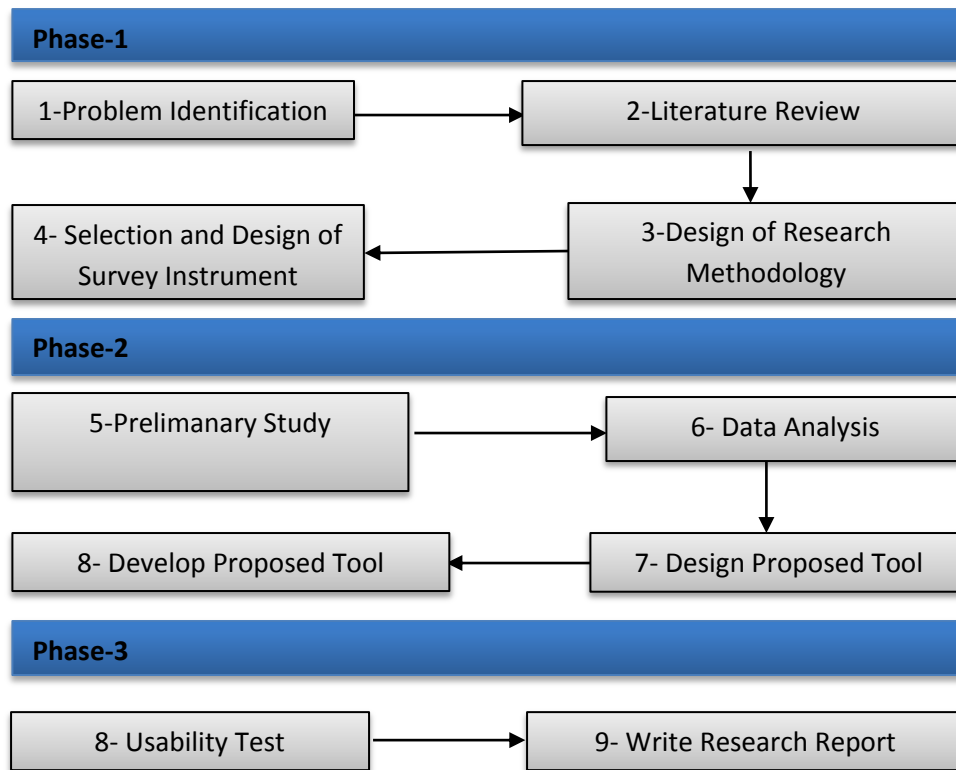 Phase-1
1-Problem Identification
2-Literature Review
3-Design of Research
Methodology
4- Selection and Design of
Survey Instrument
Phase-2
5-Prelimanary Study
6- Data Analysis
7- Design Proposed Tool
8- Develop Proposed Tool
Phase-3
8- Usability Test
9- Write Research Report